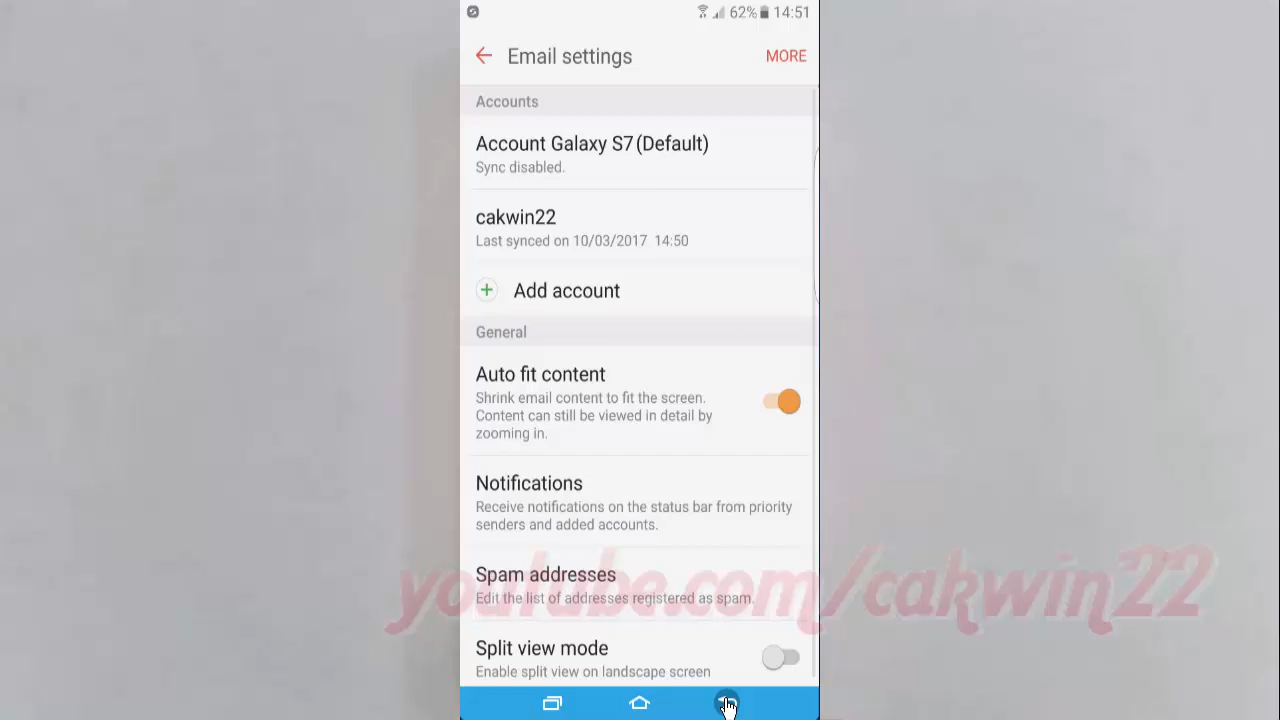 62% 14:51
Email settings MORE
Accounts
Account Galaxy S7(Default)
Sync disabled.
cakwin22
Last synced on 10/03/2017 14:50
Add account
General
Auto fit content
Shrink email content to fit the screen.
Content can still be viewed in detail by
zooming in.
Notifications
Receive notifications on the status bar from priority
senders and added accounts.
Spam addresses
Edit the list of addresses registered as spam.
youtube.com/cakwin22
Split view mode
Enable split view on landscape screen